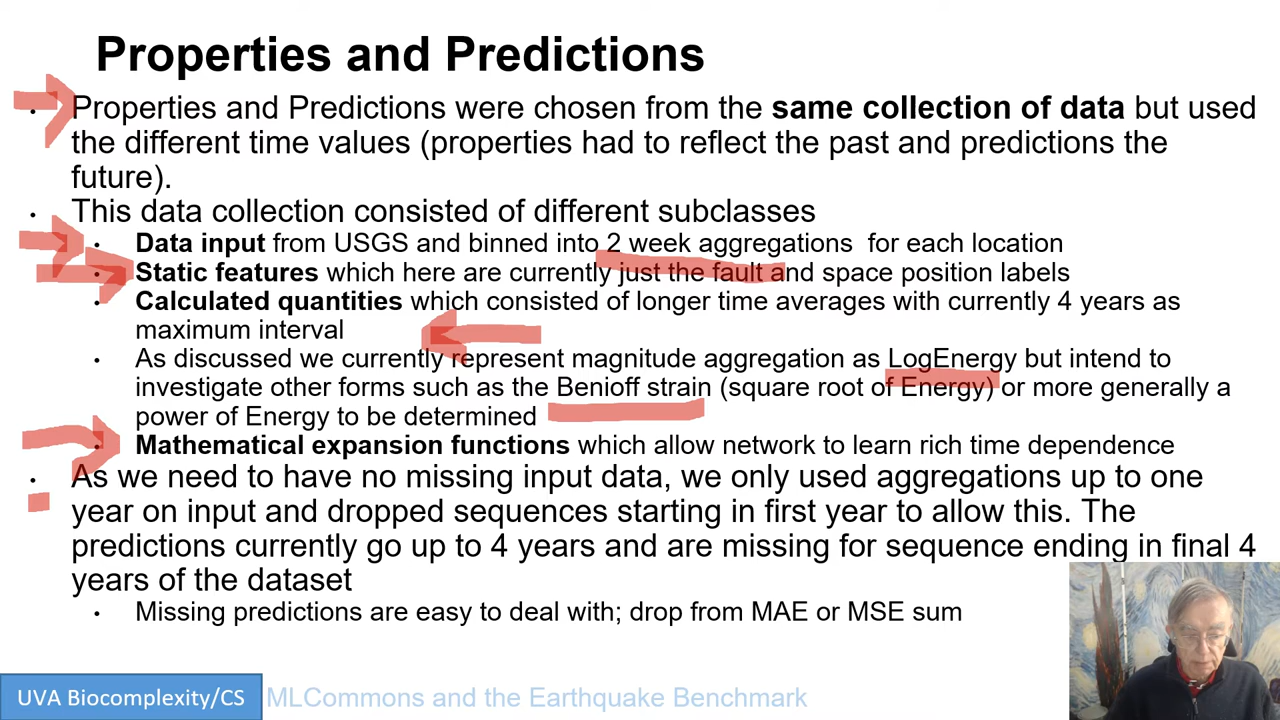 Properties and Predictions
• Properties and Predictions were chosen from the same collection of data but used
the different time values (properties had to reflect the past and predictions the
future).
• This data collection consisted of different subclasses
• Data input from USGS and binned into 2 week aggregations for each location
• Static features which here are currently just the fault and space position labels
• Calculated quantities which consisted of longer time averages with currently 4 years as
maximum interval
• As discussed we currently represent magnitude aggregation as LogEnergy but intend to
investigate other forms such as the Benioff strain (square root of Energy) or more generally a
power of Energy to be determined
• Mathematical expansion functions which allow network to learn rich time dependence
• As we need to have no missing input data, we only used aggregations up to one
year on input and dropped sequences starting in first year to allow this. The
predictions currently go up to 4 years and are missing for sequence ending in final 4
years of the dataset
• Missing predictions are easy to deal with; drop from MAE or MSE sum
UVA Biocomplexity/CS MLCommons and the Earthquake Benchmark